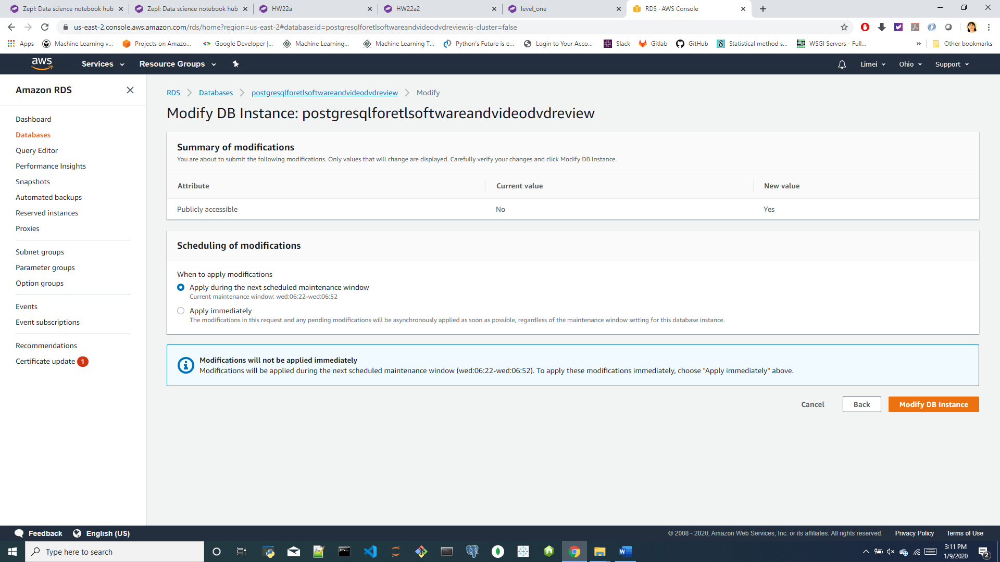 Zepl: Data science notebook hub
Zepl: Data science notebook hub
HW22a
HW22a2
level_one
RDS · AWS Console
us-east-2.console.aws.amazon.com/rds/home?region=us-east-2#database:id=postgresqlforetlsoftwareandvideodvdreview;is-cluster=false
Apps
Machine Learning v...
Projects on Amazo...
Google Developer |...
Machine Learning...
Machine Learning T...
Python's Future is e...
Login to Your Acco...
Slack
Gitlab
GitHub
Statistical method s...
WSGI Servers - Full...
»
Other bookmarks
aws
Services
Resource Groups
Limei
Ohio
Support
Amazon RDS
Dashboard
Databases
Query Editor
Performance Insights
Snapshots
Automated backups
Reserved instances
Proxies
Subnet groups
Parameter groups
Option groups
Events
Event subscriptions
Recommendations
Certificate update 1
RDS > Databases > postgresqlforetlsoftwareandvideodvdreview > Modify
Modify DB Instance: postgresqlforetlsoftwareandvideodvdreview
Summary of modifications
You are about to submit the following modifications. Only values that will change are displayed. Carefully verify your changes and click Modify DB Instance.
Attribute Current value New value
Publicly accessible No Yes
Scheduling of modifications
When to apply modifications
Apply during the next scheduled maintenance window
Current maintenance window: wed:06:22-wed:06:52
Apply immediately
The modifications in this request and any pending modifications will be asynchronously applied as soon as possible, regardless of the maintenance window setting for this database instance.
Modifications will not be applied immediately
Modifications will be applied during the next scheduled maintenance window (wed:06:22-wed:06:52). To apply these modifications immediately, choose "Apply immediately" above.
Cancel
Back
Modify DB Instance
Feedback
English (US)
© 2008 - 2020, Amazon Web Services, Inc. or its affiliates. All rights reserved.
Privacy Policy
Terms of Use
Type here to search
3:11 PM
1/9/2020
2